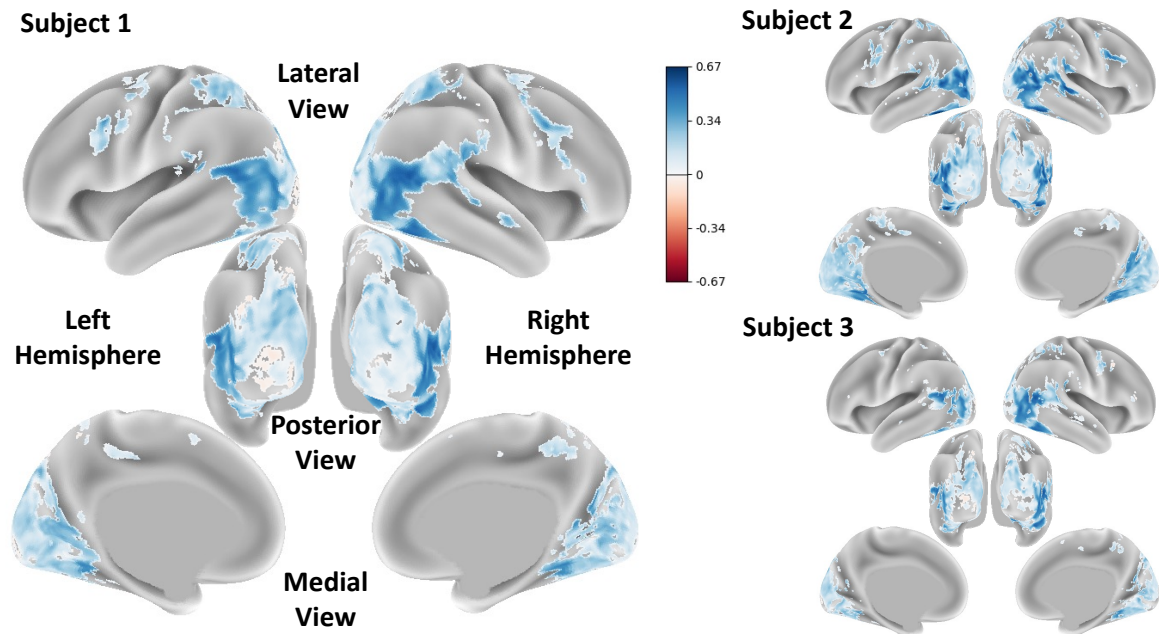 Subject 1
Lateral
View
Left
Hemisphere
Right
Hemisphere
Posterior
View
Medial
View
0.67
0.34
0
-0.34
-0.67
Subject 2
Subject 3